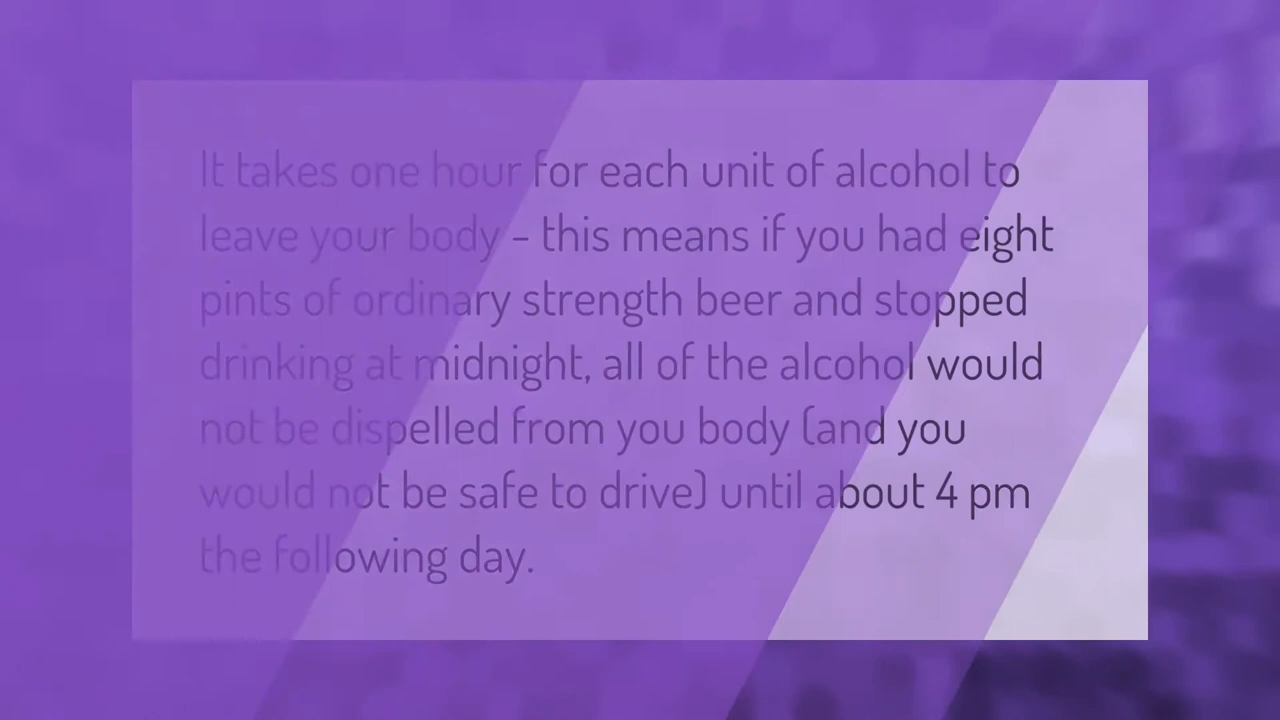 It takes one hour for each unit of alcohol to
leave your body - this means if you had eight
pints of ordinary strength beer and stopped
drinking at midnight, all of the alcohol would
not be dispelled from you body (and you
would not be safe to drive) until about 4 pm
the following day.